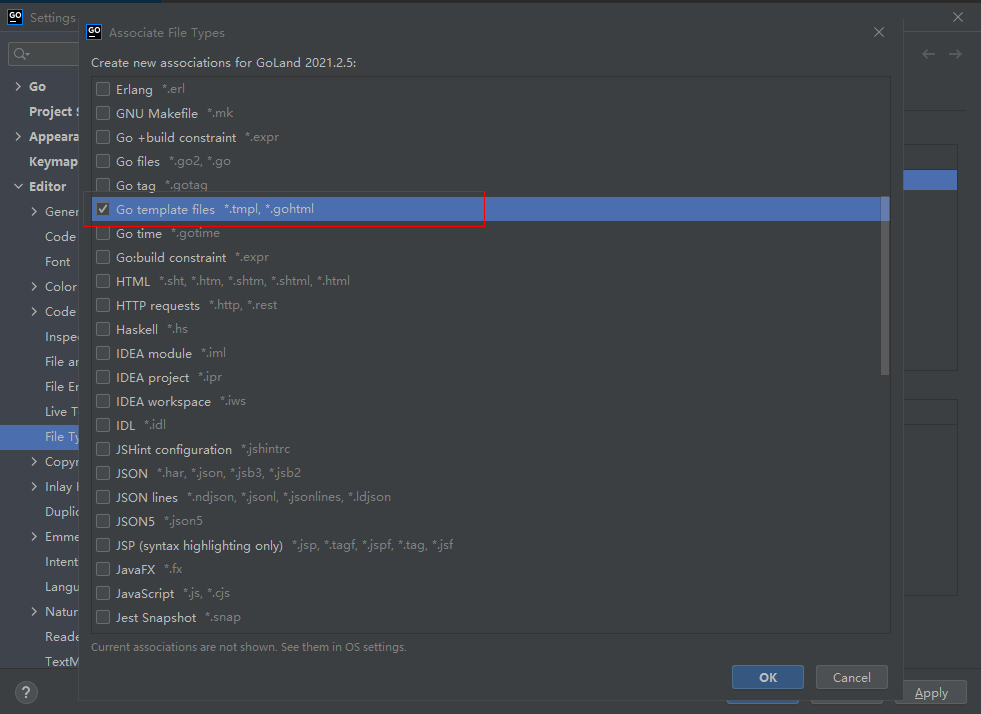 GO Settings
GO Associate File Types
Create new associations for GoLand 2021.2.5:
Erlang *.erl
GNU Makefile *.mk
Go +build constraint *.expr
Go files *.go2, *.go
Go tag *.gotag
Go template files *.tmpl, *.gohtml
Go time *.gotime
Go:build constraint *.expr
HTML *.sht, *.htm, *.shtm, *.shtml, *.html
HTTP requests *.http, *.rest
Haskell *.hs
IDEA module *.iml
IDEA project *.ipr
IDEA workspace *.iws
IDL *.idl
JSHint configuration *.jshintrc
JSON *.har, *.json, *.jsb3, *.jsb2
JSON lines *.ndjson, *.jsonl, *.jsonlines, *.ldjson
JSON5 *.json5
JSP (syntax highlighting only) *.jsp, *.tagf, *.jspf, *.tag, *.jsf
JavaFX *.fx
JavaScript *.js, *.cjs
Jest Snapshot *.snap
Current associations are not shown. See them in OS settings.
OK
Cancel
Go
Project S
Appeara
Keymap
Editor
Gener
Code
Font
Color
Code
Inspe
File an
File En
Live T
File Ty
Copyr
Inlay H
Duplic
Emme
Intent
Langu
Natur
Reade
TextM
?
Apply